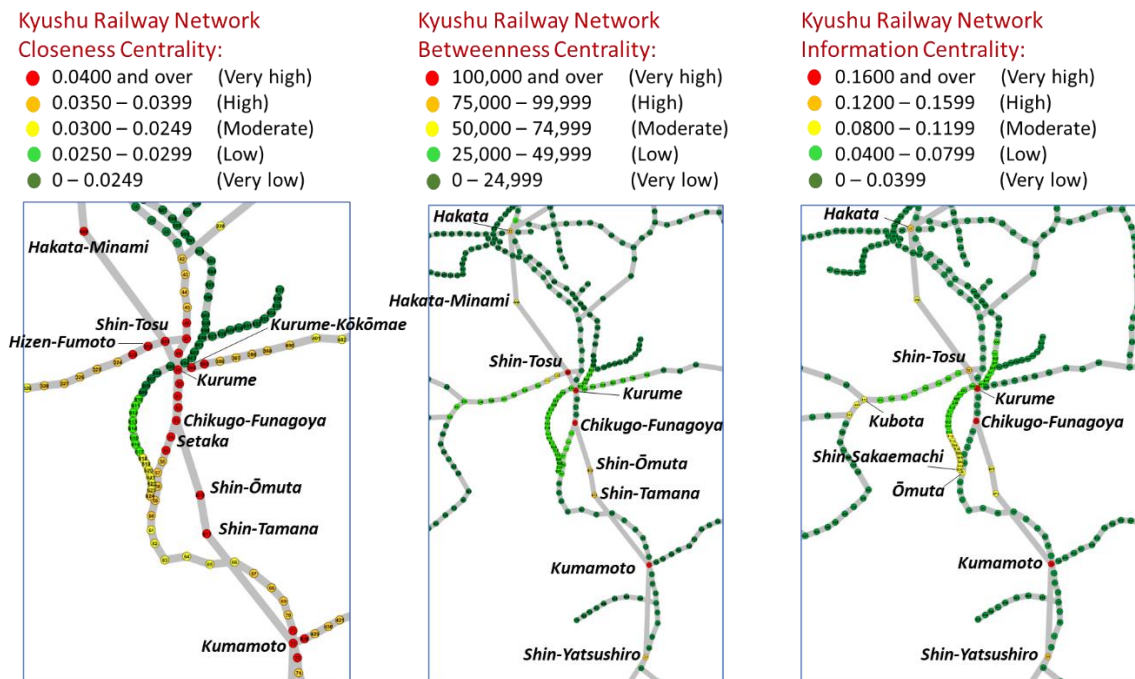 Kyushu Railway Network
Closeness Centrality:
0.0400 and over (Very high)
0.0350 – 0.0399 (High)
0.0300 – 0.0249 (Moderate)
0.0250 – 0.0299 (Low)
0 – 0.0249 (Very low)
Hakata-Minami
Shin-Tosu
Hizen-Fumoto
Kurume-Kōkōmae
Kurume
Chikugo-Funagoya
Setaka
Shin-Ōmuta
Shin-Tamana
Kumamoto
Kyushu Railway Network
Betweenness Centrality:
100,000 and over (Very high)
75,000 – 99,999 (High)
50,000 – 74,999 (Moderate)
25,000 – 49,999 (Low)
0 – 24,999 (Very low)
Hakata
Hakata-Minami
Shin-Tosu
Kurume
Chikugo-Funagoya
Shin-Ōmuta
Shin-Tamana
Kumamoto
Shin-Yatsushiro
Kyushu Railway Network
Information Centrality:
0.1600 and over (Very high)
0.1200 – 0.1599 (High)
0.0800 – 0.1199 (Moderate)
0.0400 – 0.0799 (Low)
0 – 0.0399 (Very low)
Hakata
Shin-Tosu
Kurume
Kubota
Chikugo-Funagoya
Shin-Sakaemachi
Ōmuta
Kumamoto
Shin-Yatsushiro